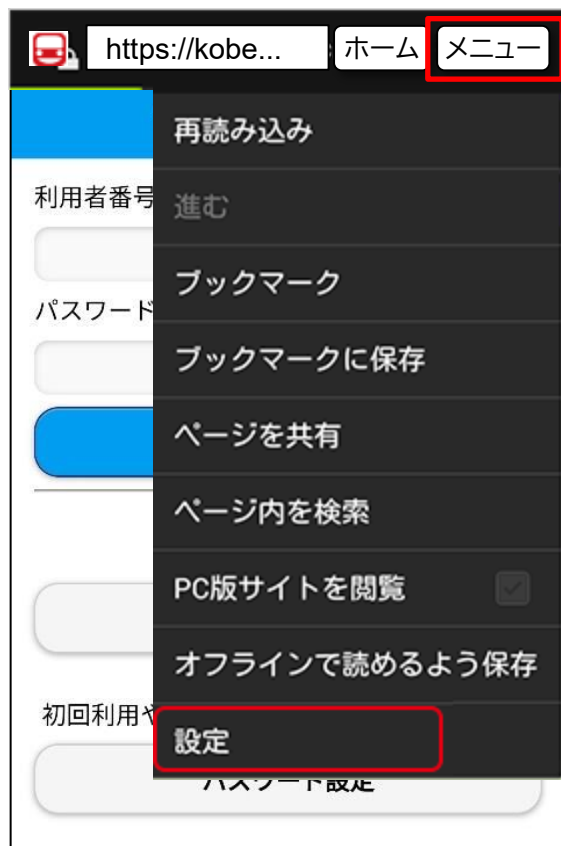 https://kobe...
ホーム
メニュー
再読み込み
利用者番号
進む
ブックマーク
パスワード
ブックマークに保存
ページを共有
ページ内を検索
PC版サイトを閲覧
オフラインで読めるよう保存
初回利用や
設定
パスワード設定